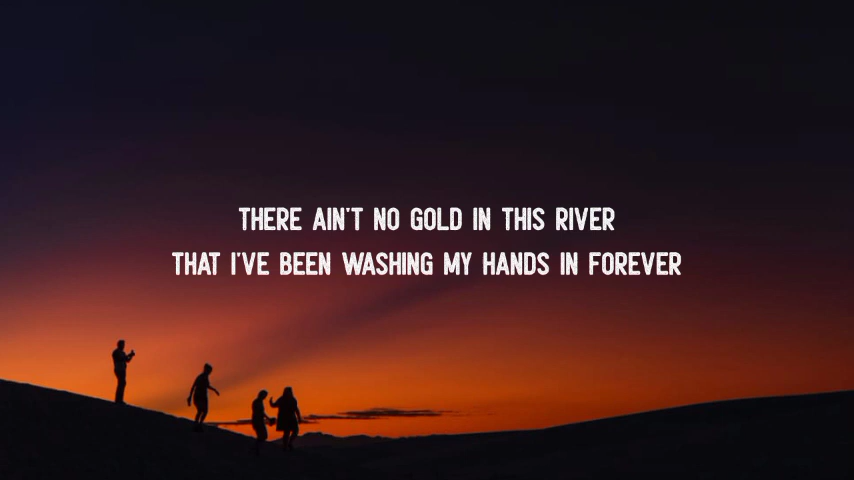 THERE AIN'T NO GOLD IN THIS RIVER
THAT I'VE BEEN WASHING MY HANDS IN FOREVER